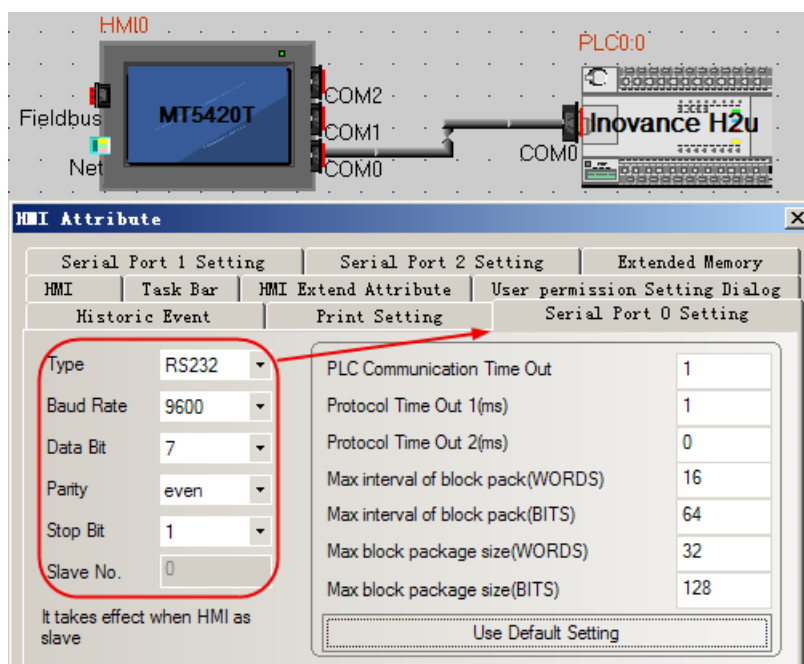 HMI0
PLC0:0
MT5420T
COM2
COM1
COM0
Fieldbus
Net
COM0
Inovance H2u
HMI Attribute
Serial Port 1 Setting
Serial Port 2 Setting
Extended Memory
HMI
Task Bar
HMI Extend Attribute
User permission Setting Dialog
Historic Event
Print Setting
Serial Port 0 Setting
Type RS232
Baud Rate 9600
Data Bit 7
Parity even
Stop Bit 1
Slave No. 0
It takes effect when HMI as
slave
PLC Communication Time Out 1
Protocol Time Out 1(ms) 1
Protocol Time Out 2(ms) 0
Max interval of block pack(WORDS) 16
Max interval of block pack(BITS) 64
Max block package size(WORDS) 32
Max block package size(BITS) 128
Use Default Setting